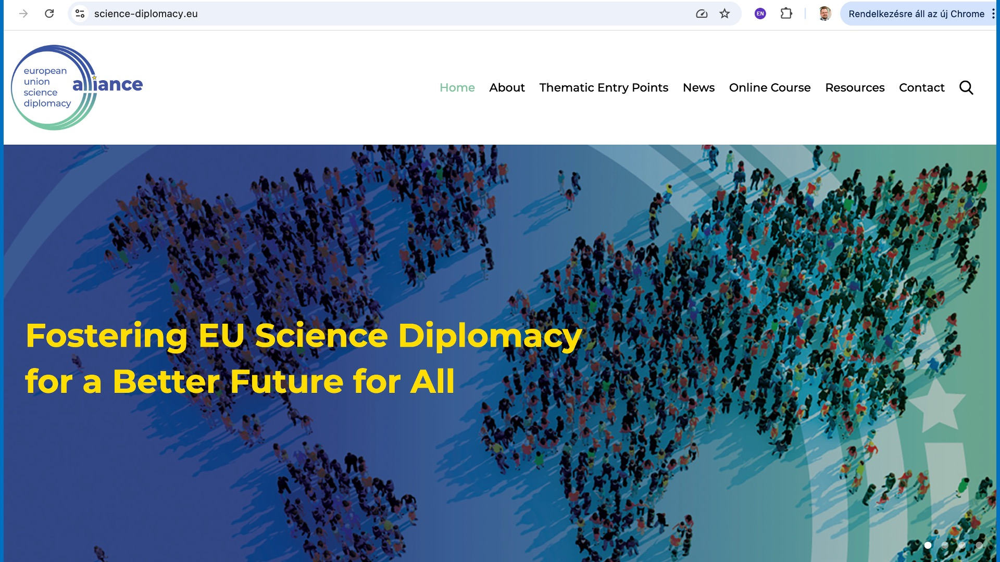 science-diplomacy.eu
EN
Rendelkezésre áll az új Chrome
european
union
science
diplomacy
alliance
Home About Thematic Entry Points News Online Course Resources Contact
Fostering EU Science Diplomacy
for a Better Future for All